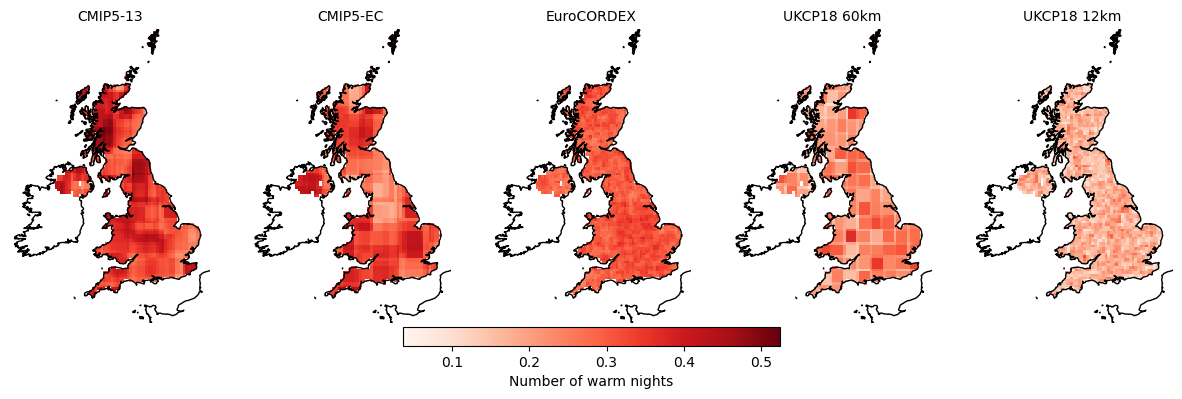 CMIP5-13 CMIP5-EC EuroCORDEX UKCP18 60km UKCP18 12km
0.1 0.2 0.3 0.4 0.5
Number of warm nights